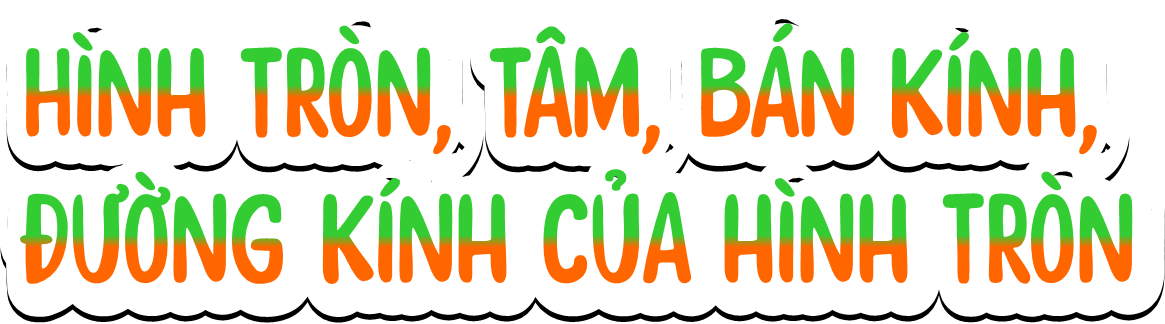 HÌNH TRÒN, TÂM, BÁN KÍNH,
ĐƯỜNG KÍNH CỦA HÌNH TRÒN